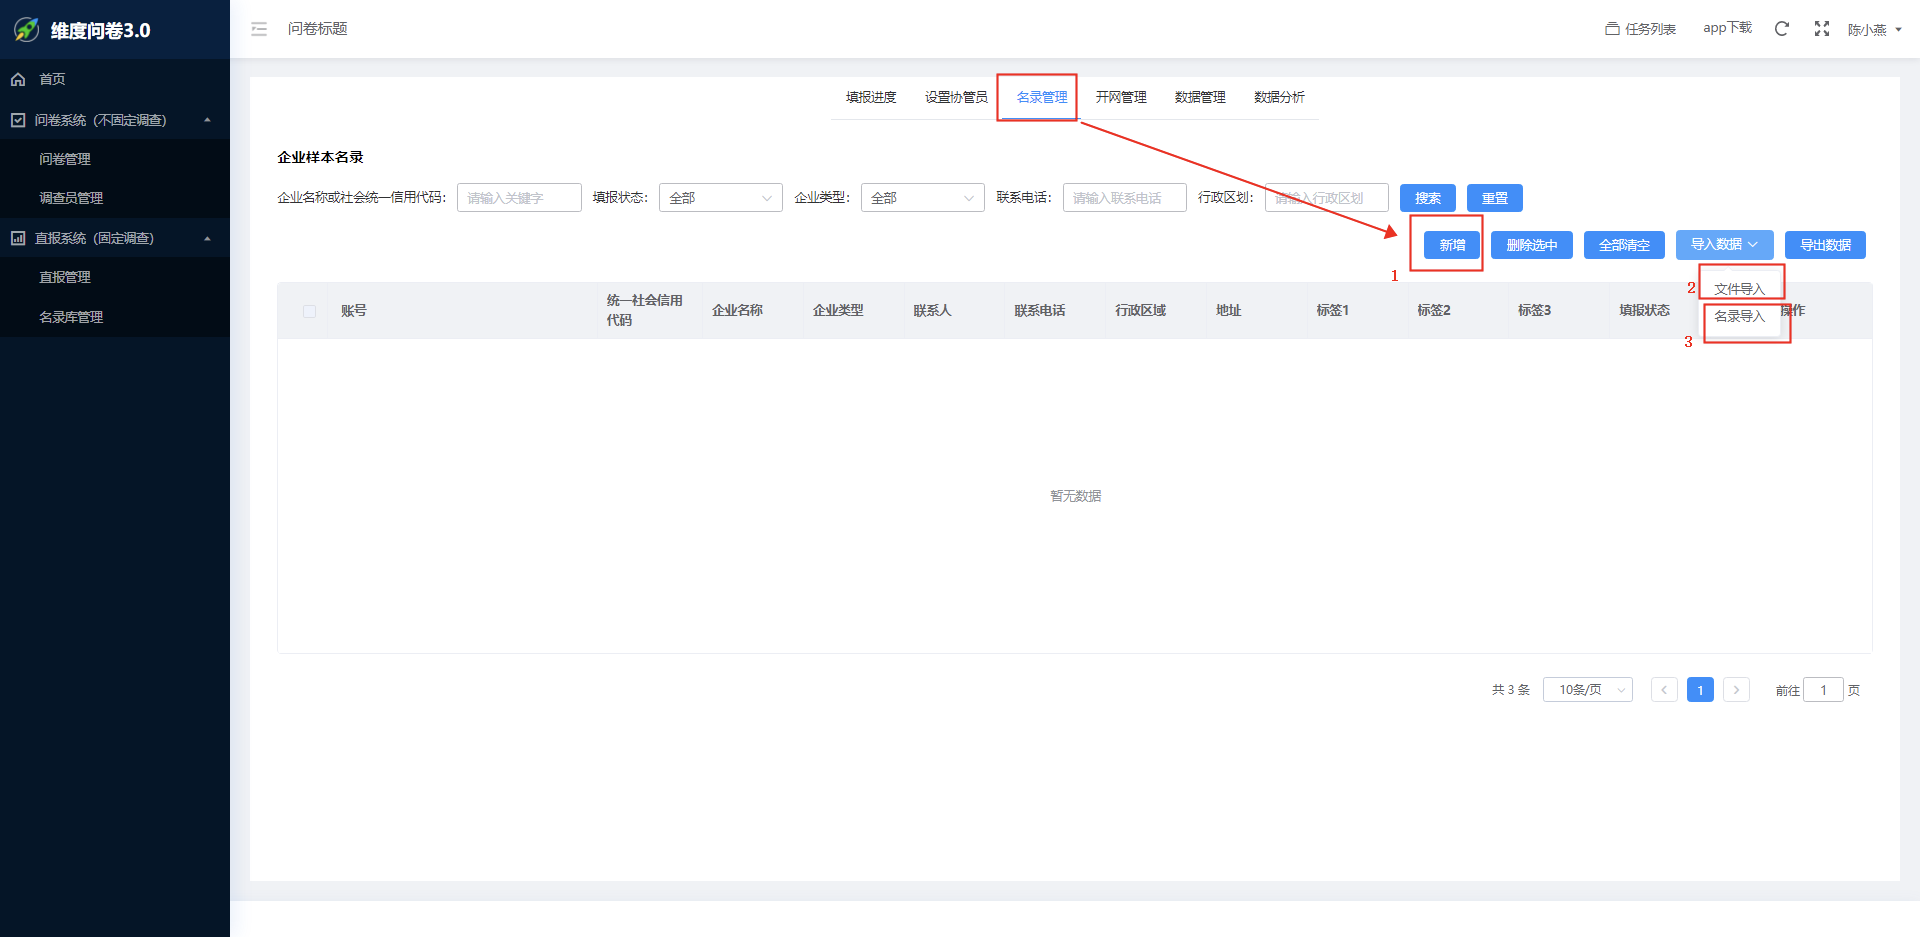 维度问卷3.0
问卷标题
任务列表
app下载
陈小燕
首页
问卷系统（不固定调查）
问卷管理
调查员管理
直报系统（固定调查）
直报管理
名录库管理
填报进度
设置协管员
名录管理
开网管理
数据管理
数据分析
企业样本名录
企业名称或社会统一信用代码：
请输入关键字
填报状态：
全部
企业类型：
全部
联系电话：
请输入联系电话
行政区划：
请输入行政区划
搜索
重置
新增
删除选中
全部清空
导入数据
导出数据
1
2
文件导入
3
名录导入
账号
统一社会信用
代码
企业名称
企业类型
联系人
联系电话
行政区域
地址
标签1
标签2
标签3
填报状态
操作
暂无数据
共 3 条
10条/页
1
前往
1
页